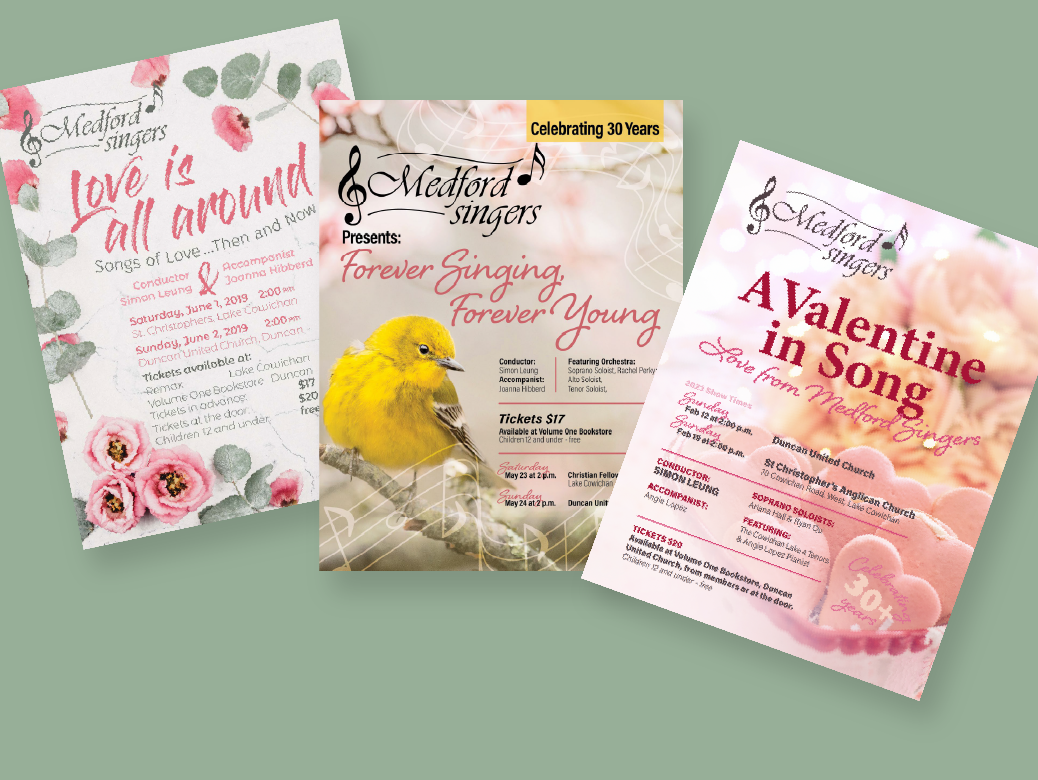 Medford
singers
Love is
all around
Songs of Love...Then and Now
Conductor
Simon Leung
&
Accompanist
Joanna Hibberd
Saturday, June 1, 2019 2:00 PM
St. Christophers, Lake Cowichan
Sunday, June 2, 2019 2:00 PM
Duncan United Church, Duncan
Tickets available at:
Remax Lake Cowichan
Volume One Bookstore Duncan
Tickets in advance: $17
Tickets at the door: $20
Children 12 and under: free
Celebrating 30 Years
Medford
singers
Presents:
Forever Singing,
Forever Young
Conductor:
Simon Leung
Accompanist:
Joanna Hibberd
Featuring Orchestra:
Soprano Soloist, Rachel Perky
Alto Soloist,
Tenor Soloist,
Tickets $17
Available at Volume One Bookstore
Children 12 and under - free
Saturday
May 23 at 2p.m.
Christian Fellow
Lake Cowichan
Sunday
May 24 at 2 p.m.
Duncan Unit
Medford
singers
A Valentine
in Song
Love from Medford Singers
2023 Show Times
Sunday
Feb 12 at 2:00 p.m.
Duncan United Church
Sunday
Feb 19 at 2:00 p.m.
St Christopher's Anglican Church
70 Cowichan Road, West, Lake Cowichan
CONDUCTOR:
SIMON LEUNG
ACCOMPANIST:
Angie Lopez
SOPRANO SOLOISTS:
Ariana Hall & Ryan Qu
FEATURING:
The Cowichan Lake 4 Tenors
& Angie Lopez Pianist
TICKETS $20
Available at Volume One Bookstore, Duncan
United Church, from members or at the door.
Children 12 and under - free
Celebrating
30+
years!